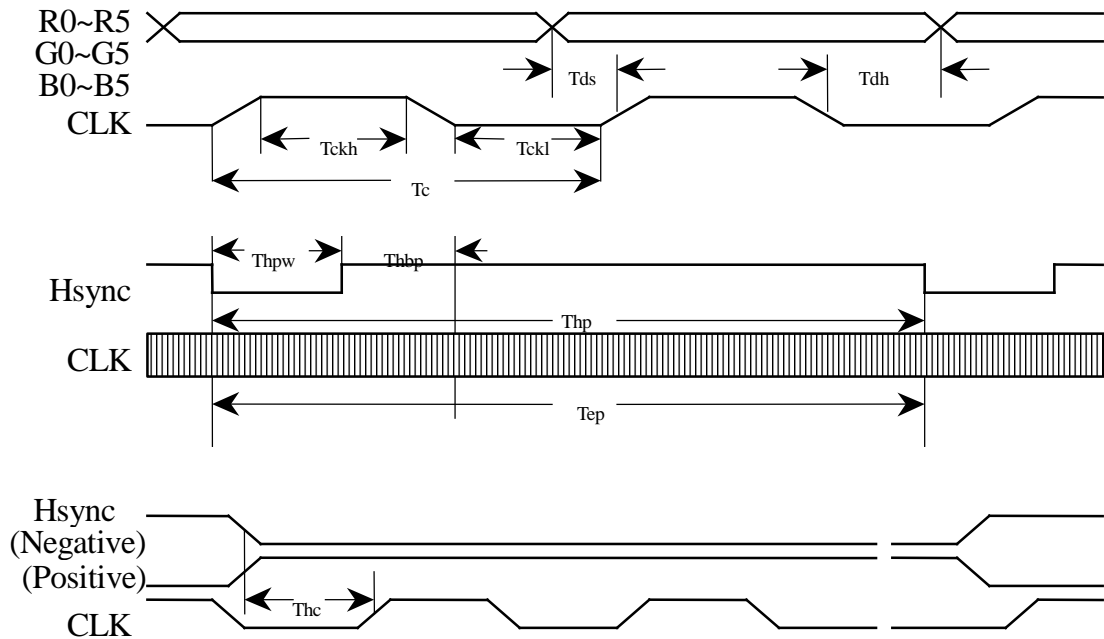 R0~R5
G0~G5
B0~B5
Tds
Tdh
CLK
Tckh
Tckl
Tc
Thpw
Thbp
Hsync
Thp
CLK
Tep
Hsync
(Negative)
(Positive)
Thc
CLK